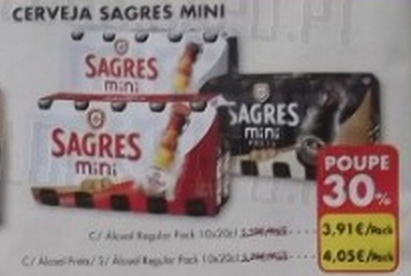 CERVEJA SAGRES MINI
SAGRES
mini
SAGRES
mini
SAGRES
mini
PRETA
POUPE
30%
C/ Álcool Regular Pack 10x20cl
3,91€/Pack
C/ Álcool Preta/ S/ Álcool Regular Pack 10x20cl
4,05€/Pack